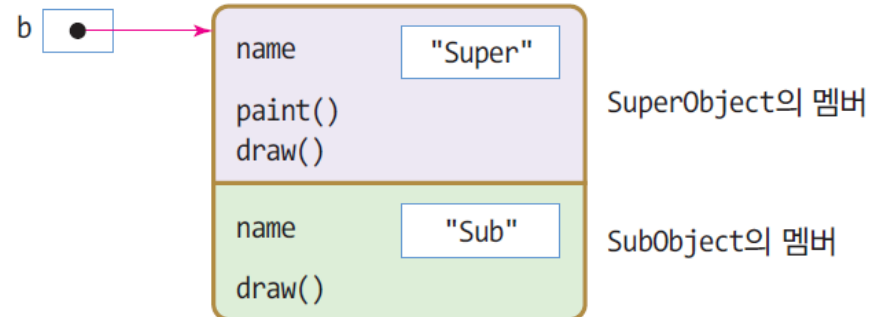 b
name "Super"
paint()
draw()
SuperObject의 멤버
name "Sub"
draw()
SubObject의 멤버